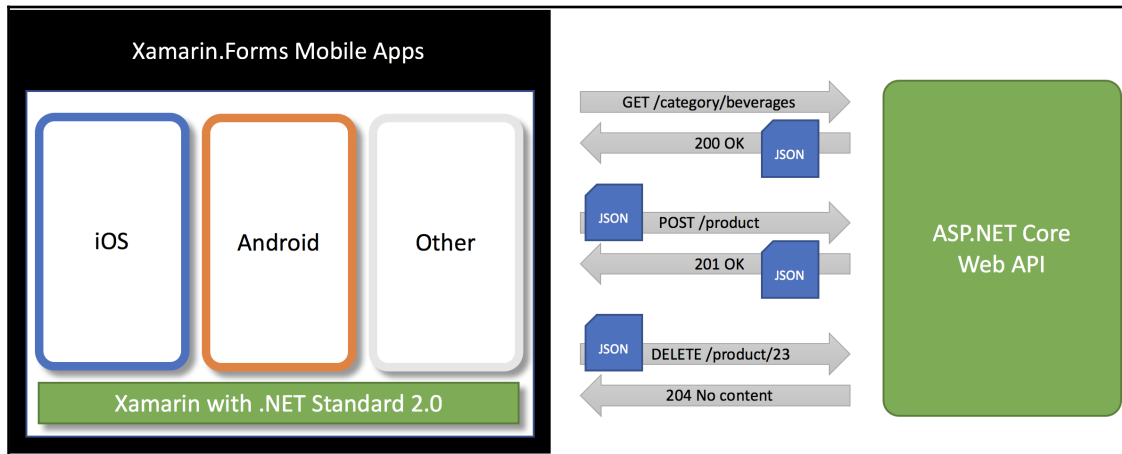 Xamarin.Forms Mobile Apps
iOS
Android
Other
Xamarin with .NET Standard 2.0
GET /category/beverages
200 OK
JSON
JSON
POST /product
201 OK
JSON
JSON
DELETE /product/23
204 No content
ASP.NET Core
Web API